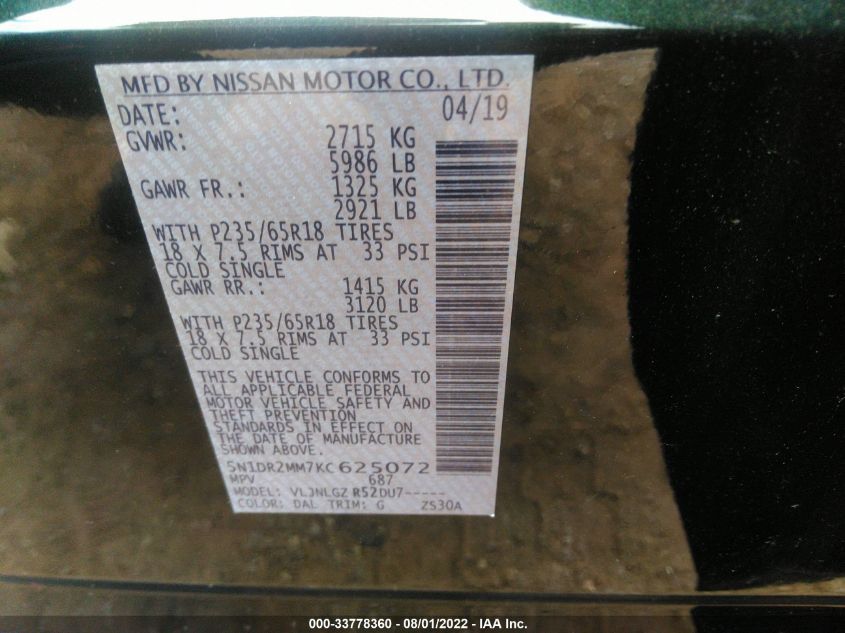 MFD BY NISSAN MOTOR CO., LTD.
DATE: 04/19
GVWR: 2715 KG
5986 LB
GAWR FR.: 1325 KG
2921 LB
WITH P235/65R18 TIRES
18 X 7.5 RIMS AT 33 PSI
COLD SINGLE
GAWR RR.: 1415 KG
3120 LB
WITH P235/65R18 TIRES
18 X 7.5 RIMS AT 33 PSI
COLD SINGLE
THIS VEHICLE CONFORMS TO
ALL APPLICABLE FEDERAL
MOTOR VEHICLE SAFETY AND
THEFT PREVENTION
STANDARDS IN EFFECT ON
THE DATE OF MANUFACTURE
SHOWN ABOVE.
5N1DR2MM7KC625072
MPV 687
MODEL: VLJNLGZ R52DU7-----
COLOR: DAL TRIM: G ZS30A
000-33778360 - 08/01/2022 - IAA Inc.